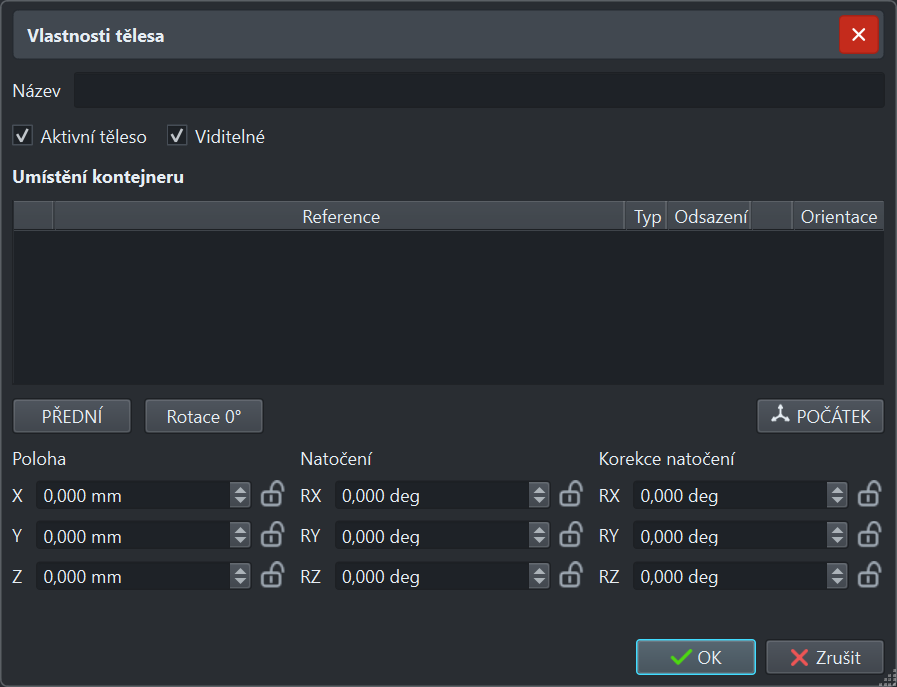 Vlastnosti tělesa
Název
Aktivní těleso Viditelné
Umístění kontejneru
Reference Typ Odsazení Orientace
PŘEDNÍ Rotace 0° POČÁTEK
Poloha Natočení Korekce natočení
X 0,000 mm RX 0,000 deg RX 0,000 deg
Y 0,000 mm RY 0,000 deg RY 0,000 deg
Z 0,000 mm RZ 0,000 deg RZ 0,000 deg
OK Zrušit